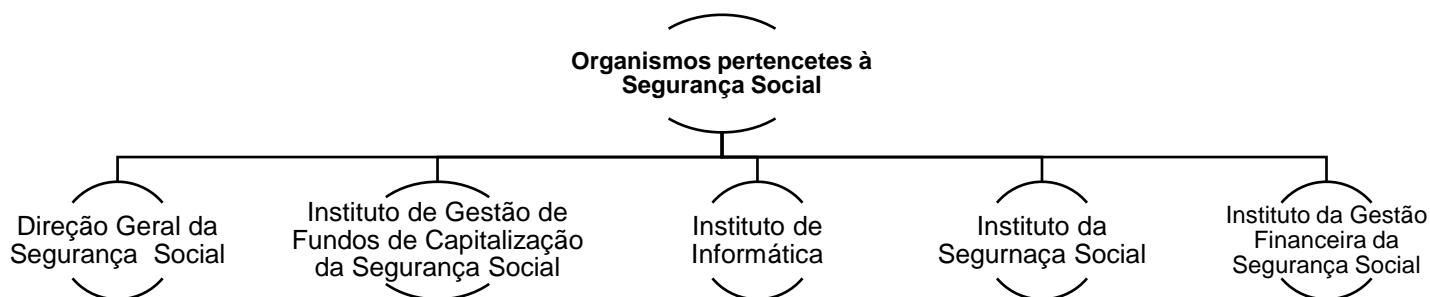 Organismos pertencetes à
Segurança Social
Direção Geral da
Segurança Social
Instituto de Gestão de
Fundos de Capitalização
da Segurança Social
Instituto de
Informática
Instituto da
Segurnaça Social
Instituto da Gestão
Financeira da
Segurança Social